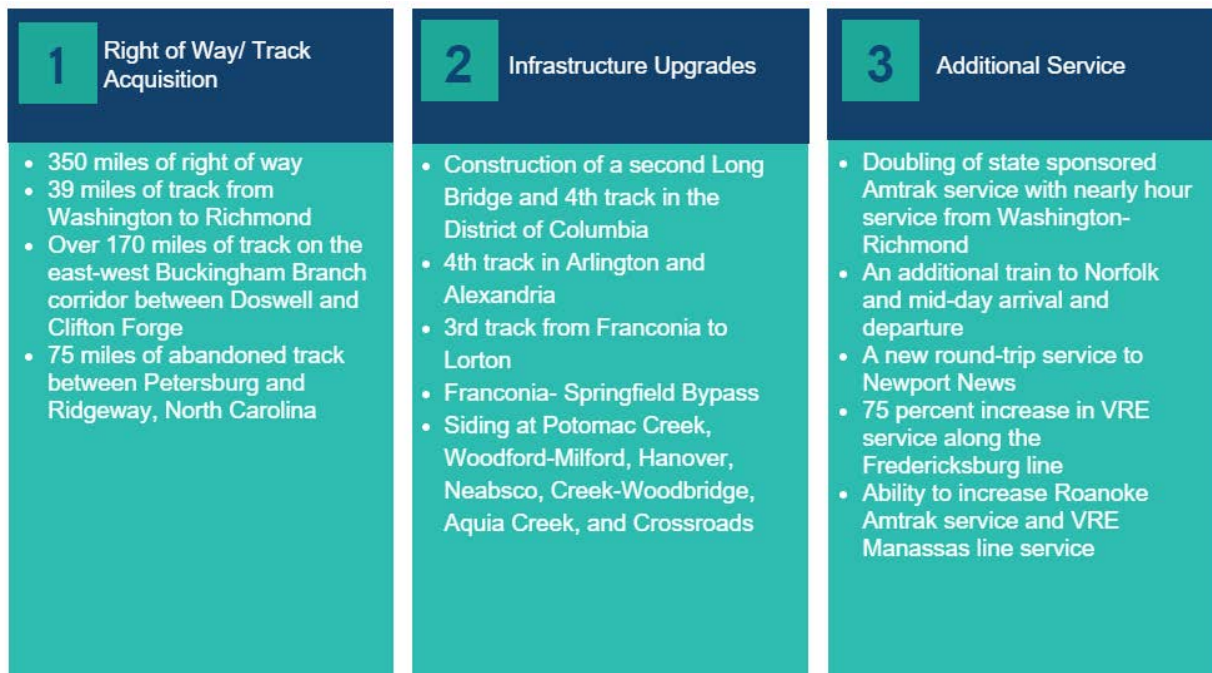 1
Right of Way/ Track
Acquisition
• 350 miles of right of way
• 39 miles of track from
Washington to Richmond
• Over 170 miles of track on the
east-west Buckingham Branch
corridor between Doswell and
Clifton Forge
• 75 miles of abandoned track
between Petersburg and
Ridgeway, North Carolina
2
Infrastructure Upgrades
• Construction of a second Long
Bridge and 4th track in the
District of Columbia
• 4th track in Arlington and
Alexandria
• 3rd track from Franconia to
Lorton
• Franconia- Springfield Bypass
• Siding at Potomac Creek,
Woodford-Milford, Hanover,
Neabsco, Creek-Woodbridge,
Aquia Creek, and Crossroads
3
Additional Service
• Doubling of state sponsored
Amtrak service with nearly hour
service from Washington-
Richmond
• An additional train to Norfolk
and mid-day arrival and
departure
• A new round-trip service to
Newport News
• 75 percent increase in VRE
service along the
Fredericksburg line
• Ability to increase Roanoke
Amtrak service and VRE
Manassas line service